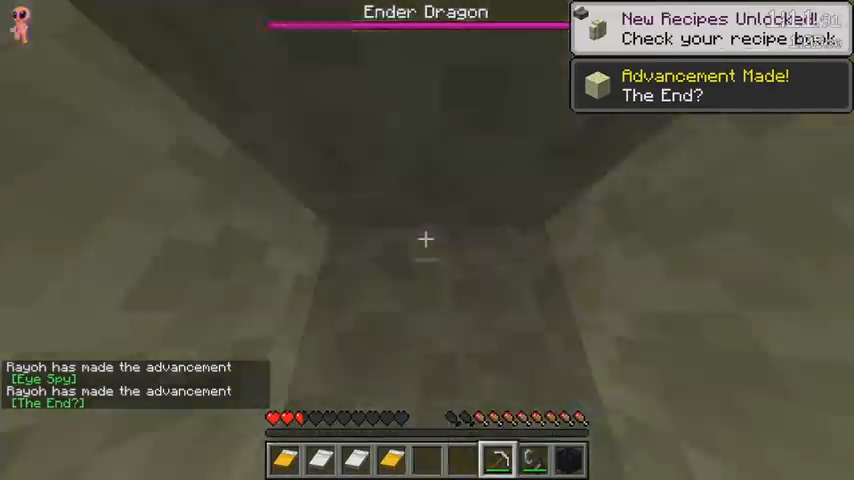 Ender Dragon
New Recipes Unlocked!
Check your recipe book
Advancement Made!
The End?
Rayoh has made the advancement
[Eye Spy]
Rayoh has made the advancement
[The End?]